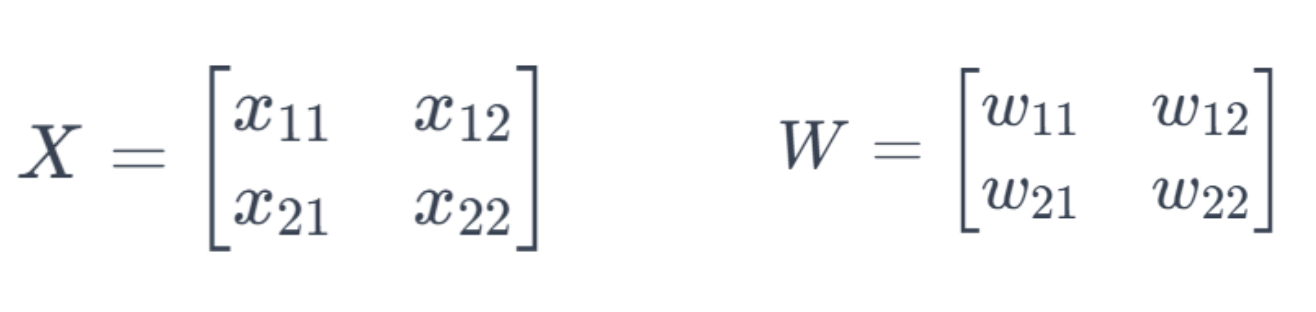 X = [x₁₁ x₁₂
x₂₁ x₂₂]
W = [w₁₁ w₁₂
w₂₁ w₂₂]